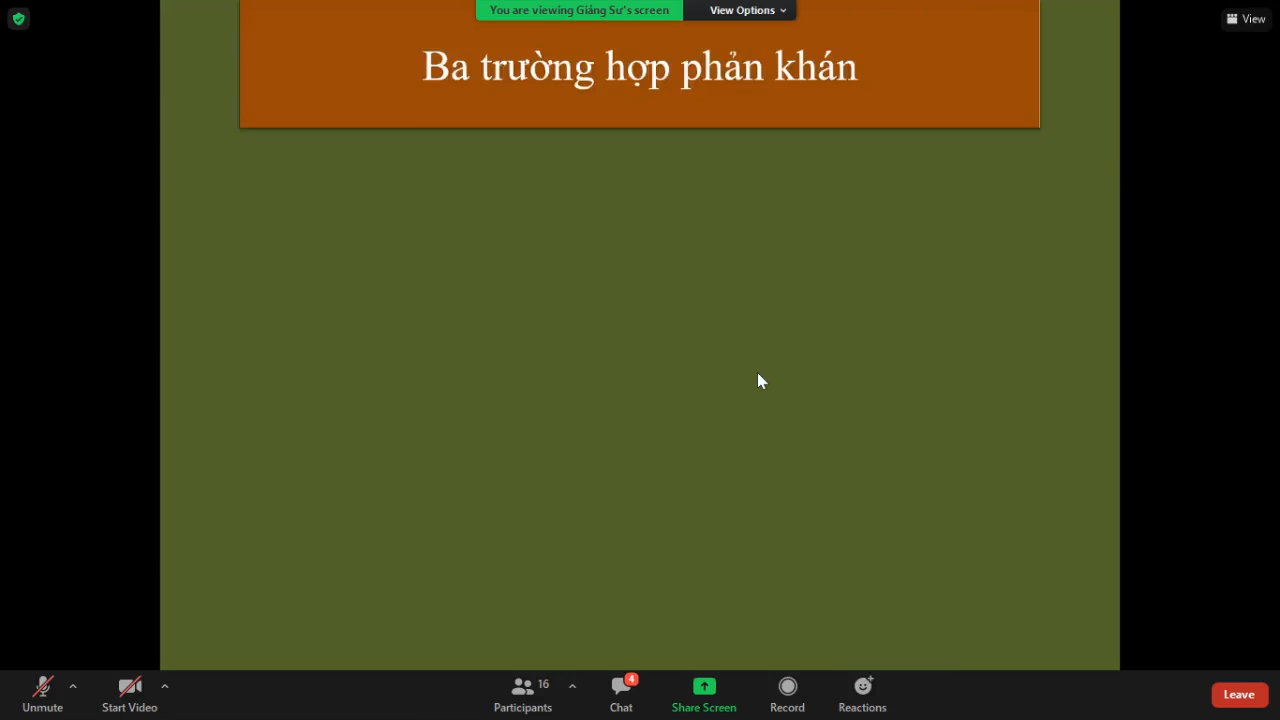 You are viewing Giảng Sư's screen
View Options
View
Ba trường hợp phản khán
Unmute
Start Video
16
Participants
4
Chat
Share Screen
Record
Reactions
Leave